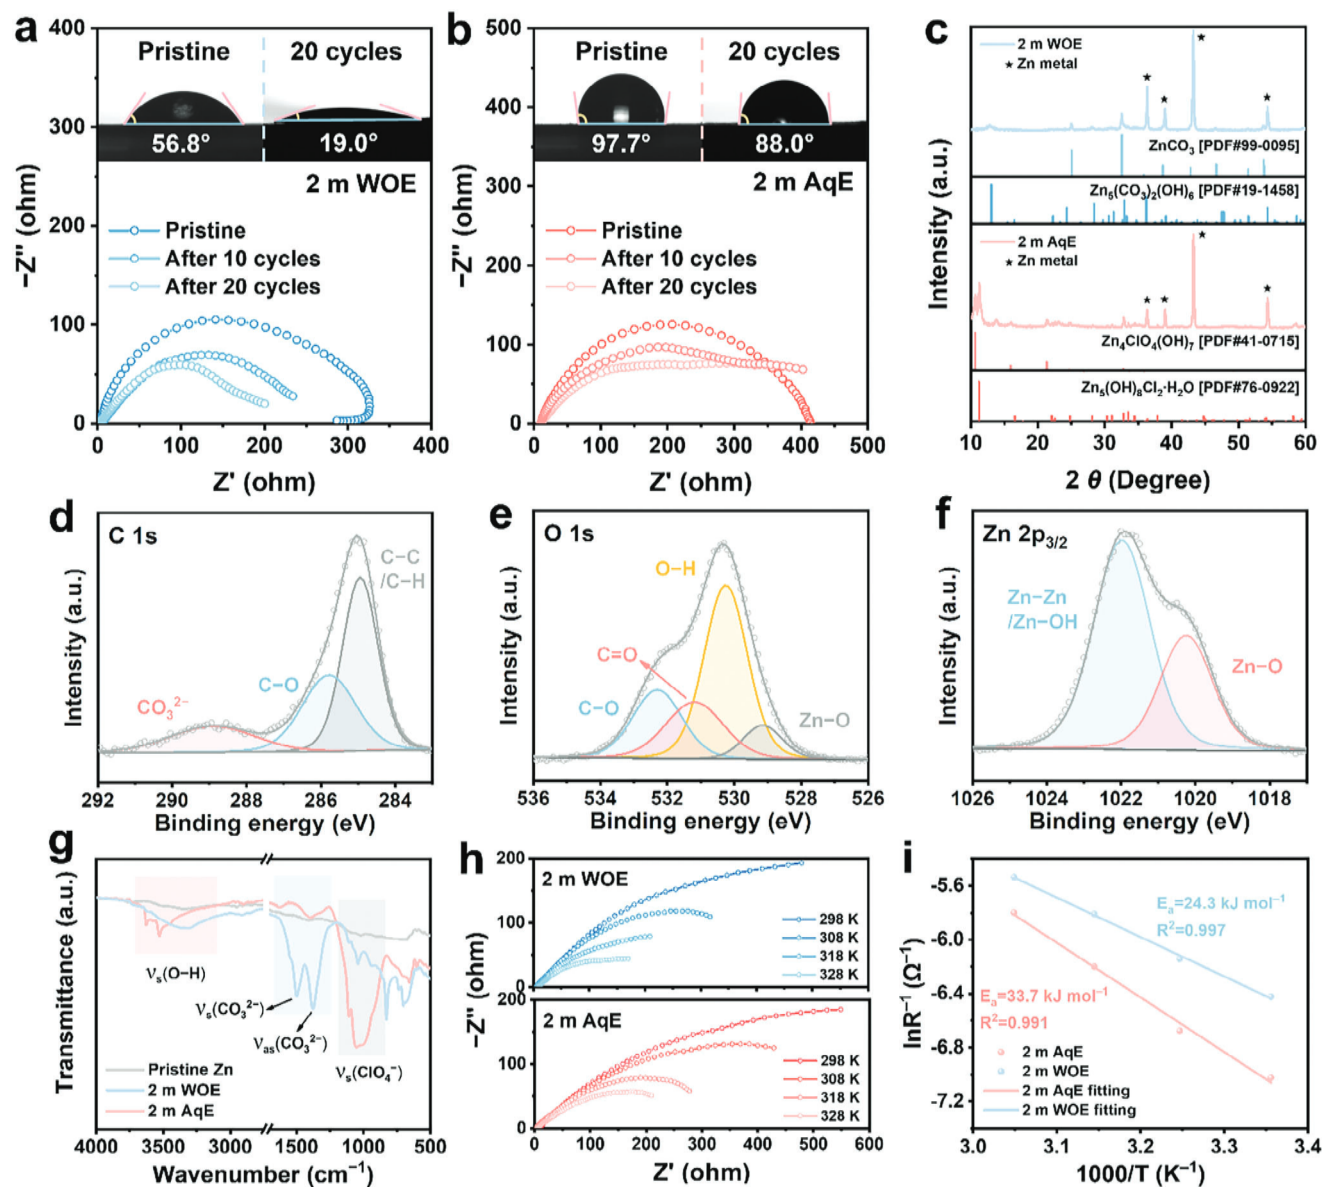 a
400
300
200
100
0
−Z'' (ohm)
Pristine
20 cycles
56.8°
19.0°
2 m WOE
Pristine
After 10 cycles
After 20 cycles
0
100
200
300
400
Z' (ohm)
b
500
400
300
200
100
0
−Z'' (ohm)
Pristine
20 cycles
97.7°
88.0°
2 m AqE
Pristine
After 10 cycles
After 20 cycles
0
100
200
300
400
500
Z' (ohm)
c
Intensity (a.u.)
2 m WOE
★ Zn metal
ZnCO₃ [PDF#99-0095]
Zn₅(CO₃)₂(OH)₆ [PDF#19-1458]
2 m AqE
★ Zn metal
Zn₄ClO₄(OH)₇ [PDF#41-0715]
Zn₅(OH)₈Cl₂·H₂O [PDF#76-0922]
10
20
30
40
50
60
2 θ (Degree)
d
C 1s
Intensity (a.u.)
C−C
/C−H
C−O
CO₃²⁻
292
290
288
286
284
Binding energy (eV)
e
O 1s
Intensity (a.u.)
O−H
C=O
C−O
Zn−O
536
534
532
530
528
526
Binding energy (eV)
f
Zn 2p₃/₂
Intensity (a.u.)
Zn−Zn
/Zn−OH
Zn−O
1026
1024
1022
1020
1018
Binding energy (eV)
g
Transmittance (a.u.)
νₛ(O−H)
νₛ(CO₃²⁻)
νₐₛ(CO₃²⁻)
νₛ(ClO₄⁻)
Pristine Zn
2 m WOE
2 m AqE
4000
3500
3000
1500
1000
500
Wavenumber (cm⁻¹)
h
−Z'' (ohm)
200
100
0
2 m WOE
298 K
308 K
318 K
328 K
200
100
0
2 m AqE
298 K
308 K
318 K
328 K
0
100
200
300
400
500
600
Z' (ohm)
i
lnR⁻¹ (Ω⁻¹)
-5.6
-6.0
-6.4
-6.8
-7.2
Eₐ=24.3 kJ mol⁻¹
R²=0.997
Eₐ=33.7 kJ mol⁻¹
R²=0.991
2 m AqE
2 m WOE
2 m AqE fitting
2 m WOE fitting
3.0
3.1
3.2
3.3
3.4
1000/T (K⁻¹)